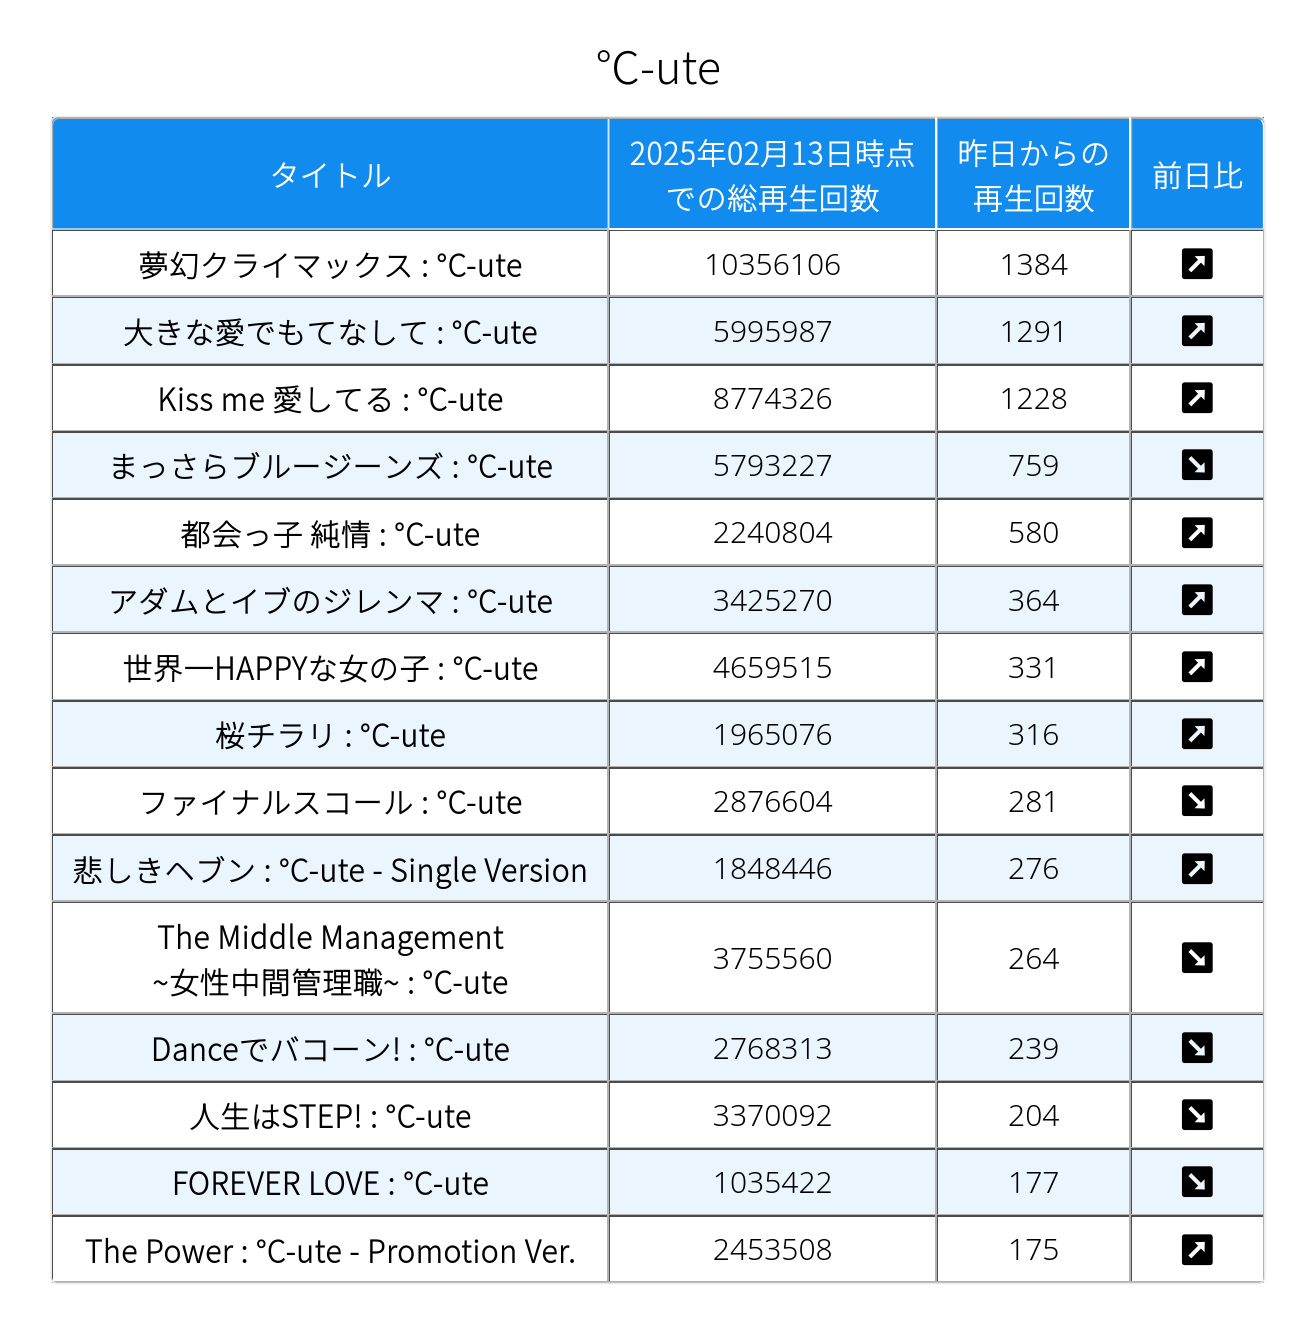 ℃-ute
タイトル
2025年02月13日時点
での総再生回数
昨日からの
再生回数
前日比
夢幻クライマックス : ℃-ute 10356106 1384 ↗
大きな愛でもてなして : ℃-ute 5995987 1291 ↗
Kiss me 愛してる : ℃-ute 8774326 1228 ↗
まっさらブルージーンズ : ℃-ute 5793227 759 ↘
都会っ子 純情 : ℃-ute 2240804 580 ↗
アダムとイブのジレンマ : ℃-ute 3425270 364 ↗
世界一HAPPYな女の子 : ℃-ute 4659515 331 ↗
桜チラリ : ℃-ute 1965076 316 ↗
ファイナルスコール : ℃-ute 2876604 281 ↘
悲しきヘブン : ℃-ute - Single Version 1848446 276 ↗
The Middle Management
~女性中間管理職~ : ℃-ute 3755560 264 ↘
Danceでバコーン! : ℃-ute 2768313 239 ↘
人生はSTEP! : ℃-ute 3370092 204 ↘
FOREVER LOVE : ℃-ute 1035422 177 ↘
The Power : ℃-ute - Promotion Ver. 2453508 175 ↗